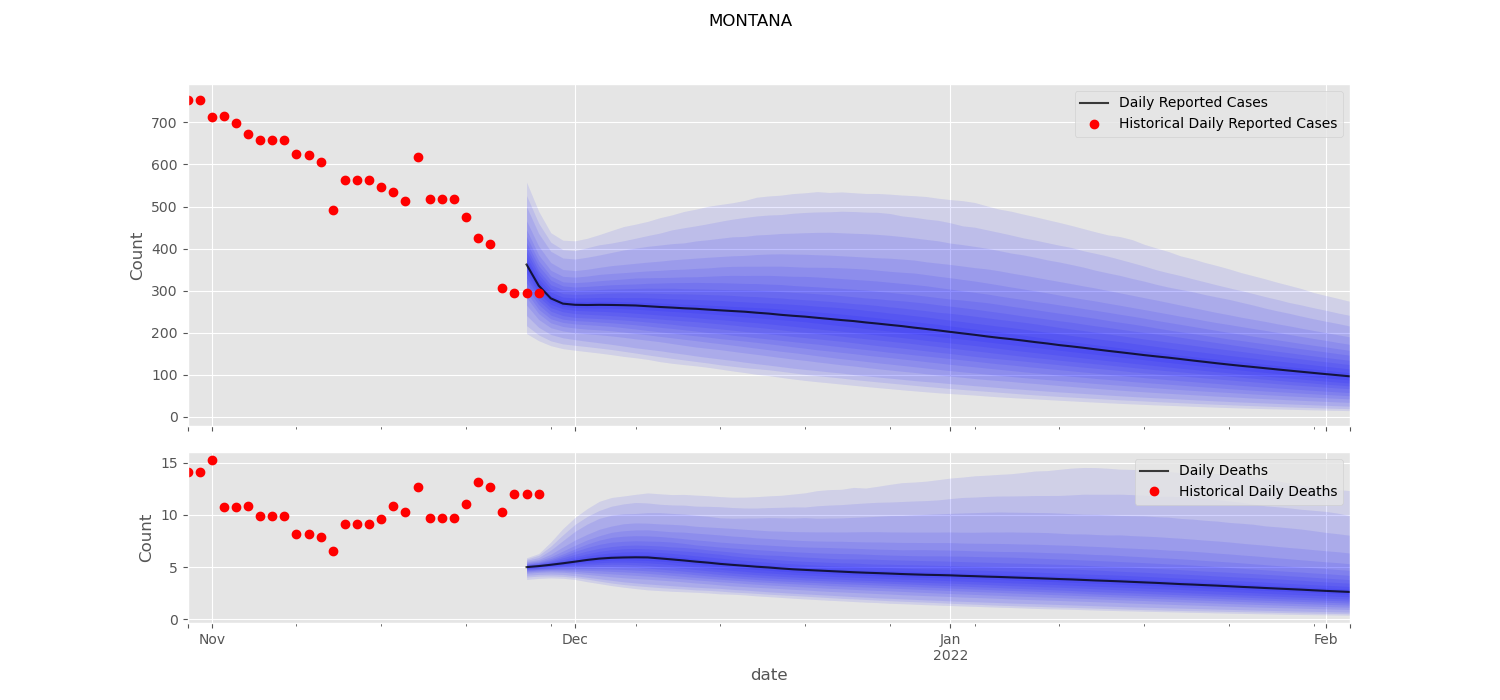 MONTANA
Daily Reported Cases
Historical Daily Reported Cases
700
600
500
400
300
200
100
0
Count
Daily Deaths
Historical Daily Deaths
15
10
5
0
Count
Nov
Dec
Jan
2022
Feb
date